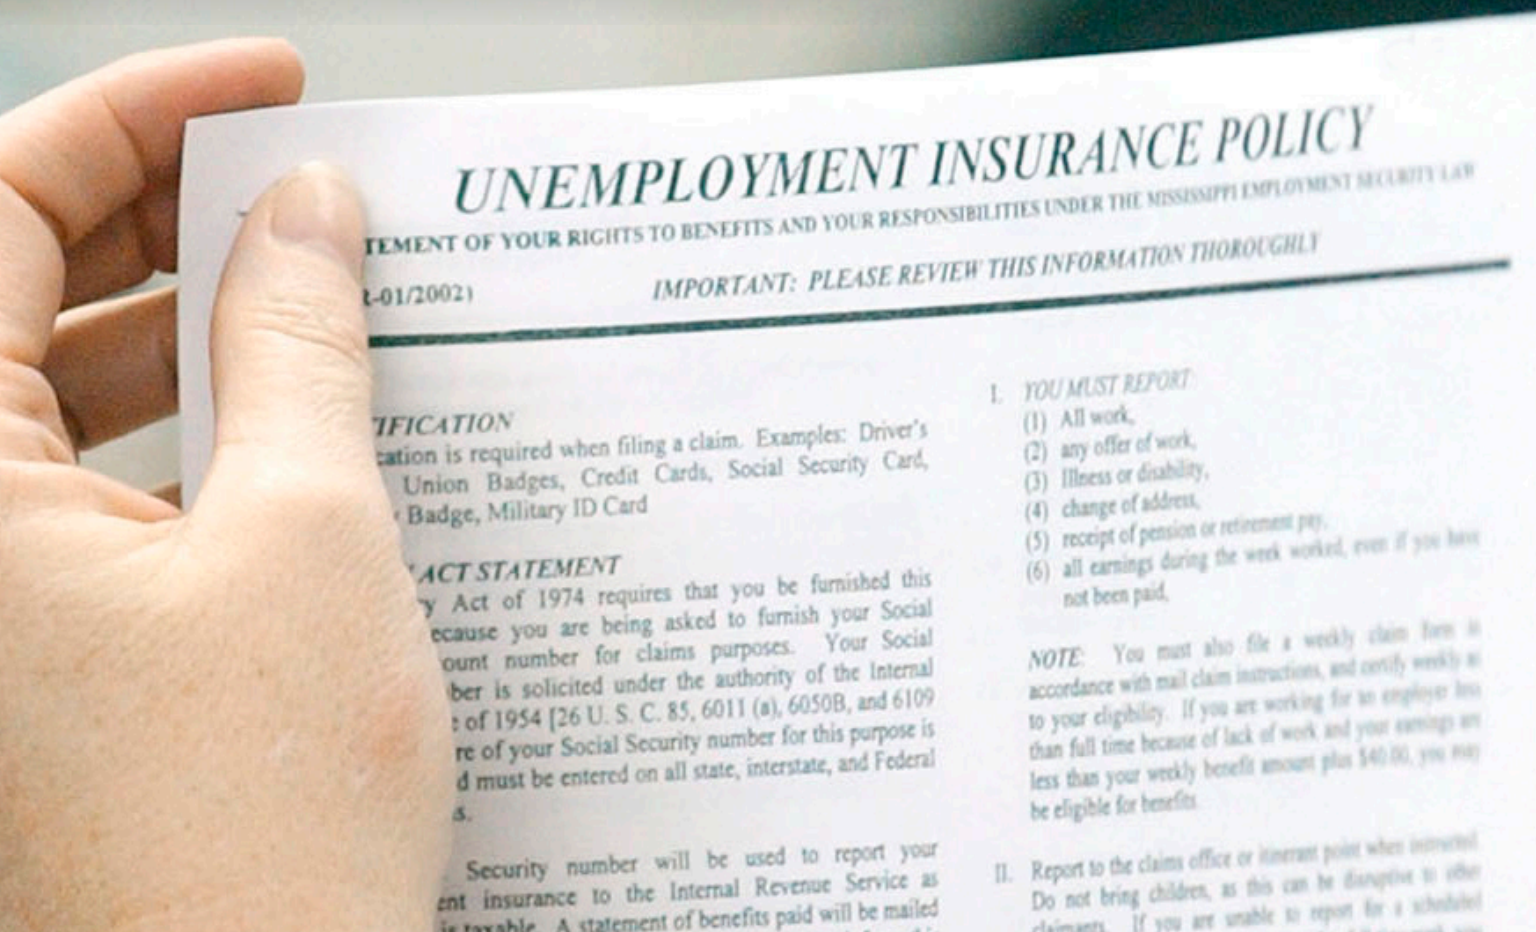 UNEMPLOYMENT INSURANCE POLICY
TEMENT OF YOUR RIGHTS TO BENEFITS AND YOUR RESPONSIBILITIES UNDER THE MISSISSIPPI EMPLOYMENT SECURITY LAW
R-01/2002) IMPORTANT: PLEASE REVIEW THIS INFORMATION THOROUGHLY
TIFICATION
cation is required when filing a claim. Examples: Driver's
Union Badges, Credit Cards, Social Security Card,
Badge, Military ID Card
ACT STATEMENT
y Act of 1974 requires that you be furnished this
ecause you are being asked to furnish your Social
ount number for claims purposes. Your Social
ber is solicited under the authority of the Internal
e of 1954 [26 U. S. C. 85, 6011 (a), 6050B, and 6109
re of your Social Security number for this purpose is
d must be entered on all state, interstate, and Federal
s.
Security number will be used to report your
ent insurance to the Internal Revenue Service as
is taxable. A statement of benefits paid will be mailed
I. YOU MUST REPORT:
(1) All work,
(2) any offer of work,
(3) Illness or disability,
(4) change of address,
(5) receipt of pension or retirement pay,
(6) all earnings during the week worked, even if you have
not been paid,
NOTE: You must also file a weekly claim form in
accordance with mail claim instructions, and certify weekly as
to your eligibility. If you are working for an employer less
than full time because of lack of work and your earnings are
less than your weekly benefit amount plus $40.00, you may
be eligible for benefits.
II. Report to the claims office or itinerant point when instructed.
Do not bring children, as this can be disruptive to other
claimants. If you are unable to report for a scheduled